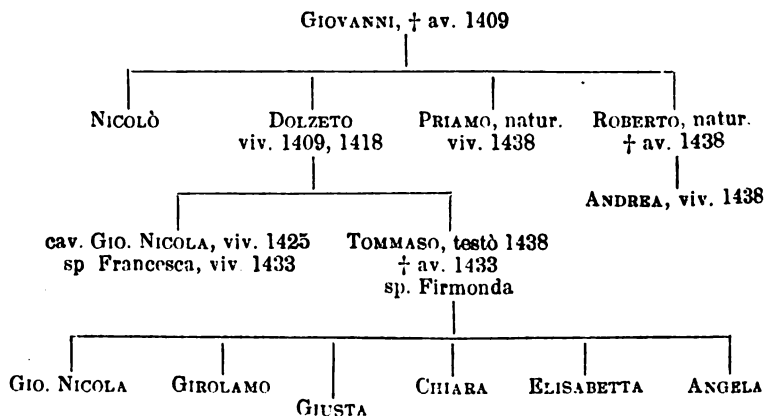 GIOVANNI, † av. 1409
NICOLÒ
DOLZETO
viv. 1409, 1418
PRIAMO, natur.
viv. 1438
ROBERTO, natur.
† av. 1438
ANDREA, viv. 1438
cav. GIO. NICOLA, viv. 1425
sp Francesca, viv. 1433
TOMMASO, testò 1438
† av. 1433
sp. Firmonda
GIO. NICOLA
GIROLAMO
GIUSTA
CHIARA
ELISABETTA
ANGELA